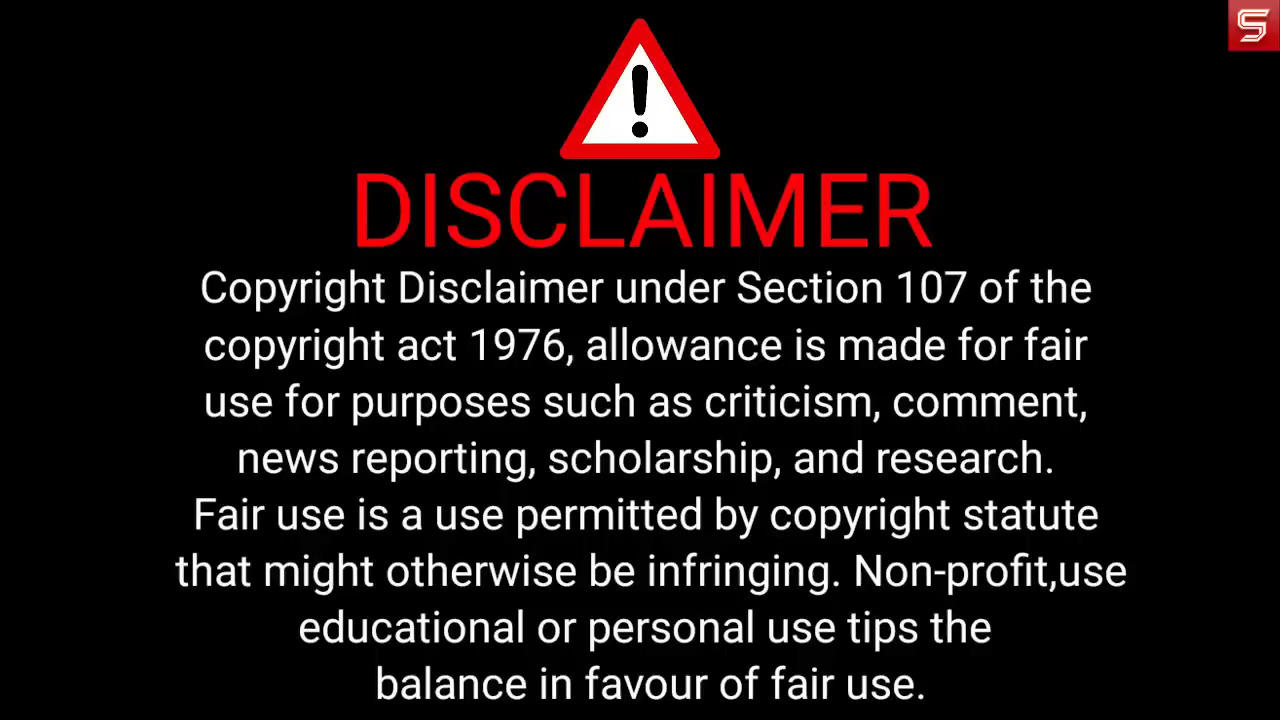 S
DISCLAIMER
Copyright Disclaimer under Section 107 of the
copyright act 1976, allowance is made for fair
use for purposes such as criticism, comment,
news reporting, scholarship, and research.
Fair use is a use permitted by copyright statute
that might otherwise be infringing. Non-profit,use
educational or personal use tips the
balance in favour of fair use.